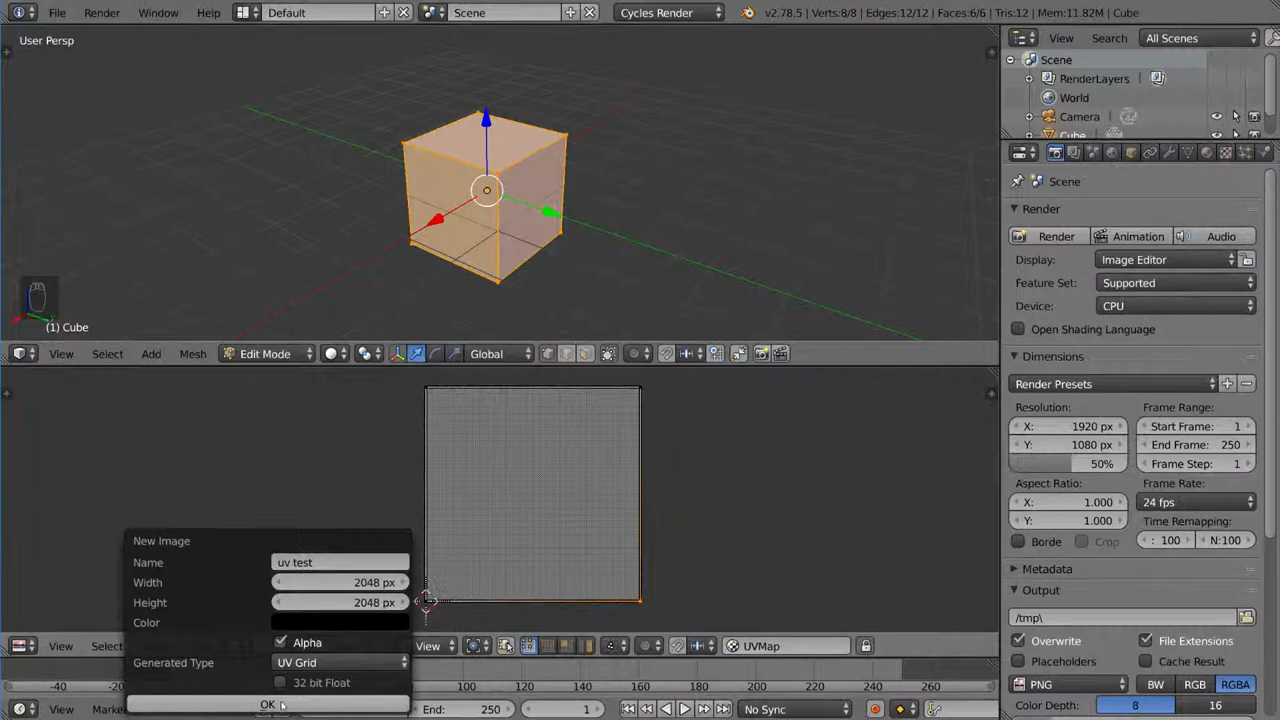 File Render Window Help Default Scene Cycles Render v2.78.5 | Verts:8/8 | Edges:12/12 | Faces:6/6 | Tris:12 | Mem:11.82M | Cube
User Persp
View Search All Scenes
Scene
RenderLayers
World
Camera
Cube
Scene
Render
Render Animation Audio
Display: Image Editor
Feature Set: Supported
Device: CPU
Open Shading Language
(1) Cube
View Select Add Mesh Edit Mode Global
Dimensions
Render Presets
Resolution: Frame Range:
X: 1920 px Start Frame: 1
Y: 1080 px End Frame: 250
50% Frame Step: 1
Aspect Ratio: Frame Rate:
X: 1.000 24 fps
Y: 1.000 Time Remapping:
Borde Crop : 100 N:100
Metadata
Output
/tmp\
Overwrite File Extensions
Placeholders Cache Result
PNG BW RGB RGBA
Color Depth: 8 16
New Image
Name uv test
Width 2048 px
Height 2048 px
Color
Alpha
Generated Type UV Grid
32 bit Float
OK
View Select View UVMap
-40 -20 100 120 140 160 180 200 220 240 260
View Marker End: 250 1 No Sync